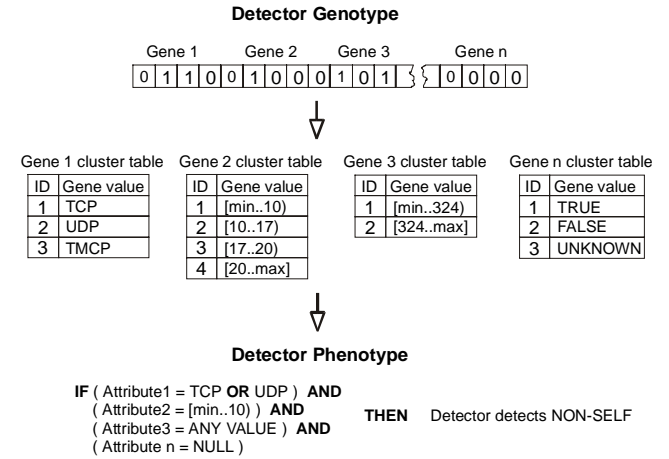 Detector Genotype
Gene 1 Gene 2 Gene 3 Gene n
0 1 1 0 0 1 0 0 0 1 0 1 0 0 0 0
Gene 1 cluster table Gene 2 cluster table Gene 3 cluster table Gene n cluster table
ID Gene value ID Gene value ID Gene value ID Gene value
1 TCP 1 [min..10) 1 [min..324) 1 TRUE
2 UDP 2 [10..17) 2 [324..max] 2 FALSE
3 TMCP 3 [17..20) 3 UNKNOWN
4 [20..max]
Detector Phenotype
IF ( Attribute1 = TCP OR UDP ) AND
( Attribute2 = [min..10) ) AND
THEN Detector detects NON-SELF
( Attribute3 = ANY VALUE ) AND
( Attribute n = NULL )